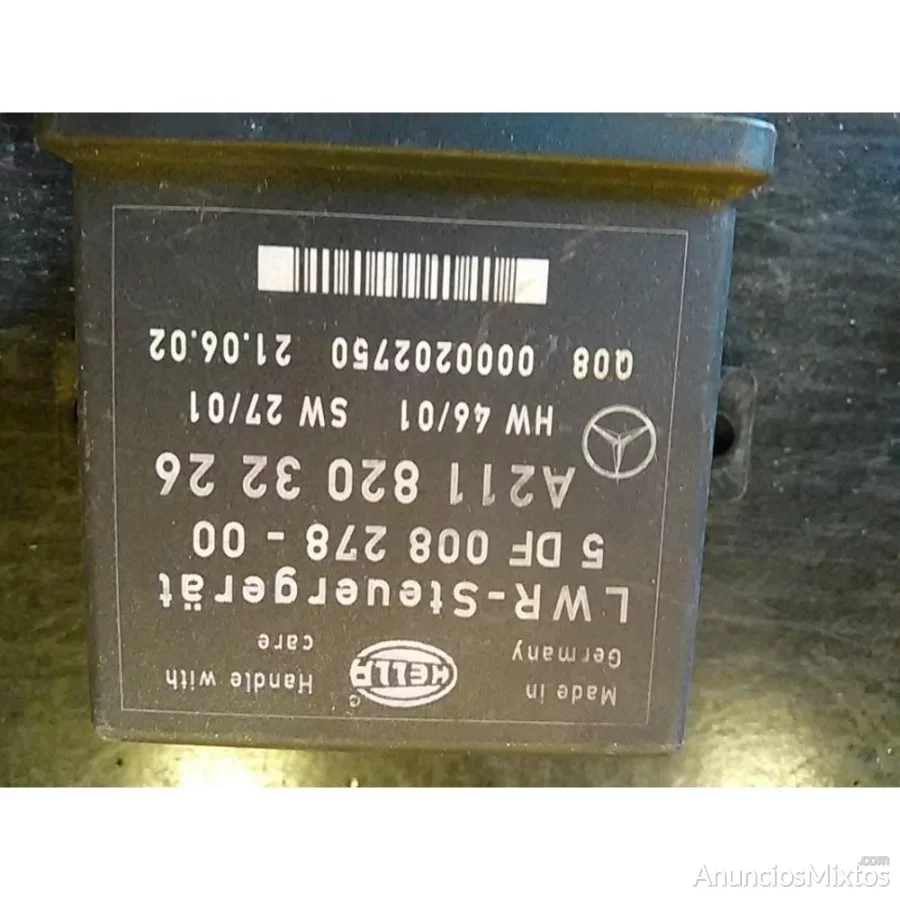 Made in
Germany
HELLA
Handle with
care
LWR-Steuergerät
5 DF 008 278 - 00
A211 820 32 26
HW 46/01 SW 27/01
Q08 0000202750 21.06.02
AnunciosMixtos
.com